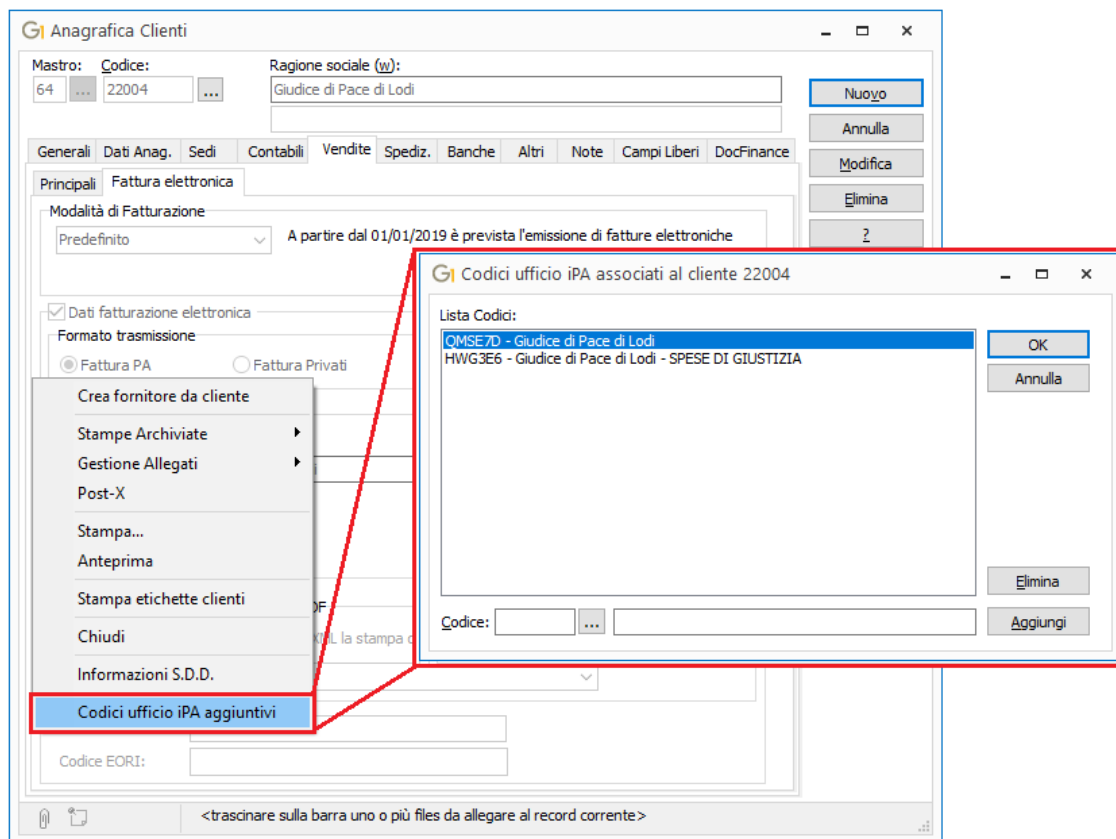 Anagrafica Clienti
Mastro: Codice: Ragione sociale (w):
64 ... 22004 ... Giudice di Pace di Lodi
Nuovo
Annulla
Modifica
Elimina
?
Generali Dati Anag. Sedi Contabili Vendite Spediz. Banche Altri Note Campi Liberi DocFinance
Principali Fattura elettronica
Modalità di Fatturazione
Predefinito A partire dal 01/01/2019 è prevista l'emissione di fatture elettroniche
Dati fatturazione elettronica
Formato trasmissione
Fattura PA Fattura Privati
Crea fornitore da cliente
Stampe Archiviate
Gestione Allegati
Post-X
Stampa...
Anteprima
Stampa etichette clienti
Chiudi
Informazioni S.D.D.
Codici ufficio iPA aggiuntivi
XML la stampa
Codice EORI:
<trascinare sulla barra uno o più files da allegare al record corrente>
Codici ufficio iPA associati al cliente 22004
Lista Codici:
QMSE7D - Giudice di Pace di Lodi
HWG3E6 - Giudice di Pace di Lodi - SPESE DI GIUSTIZIA
OK
Annulla
Elimina
Codice: ... Aggiungi